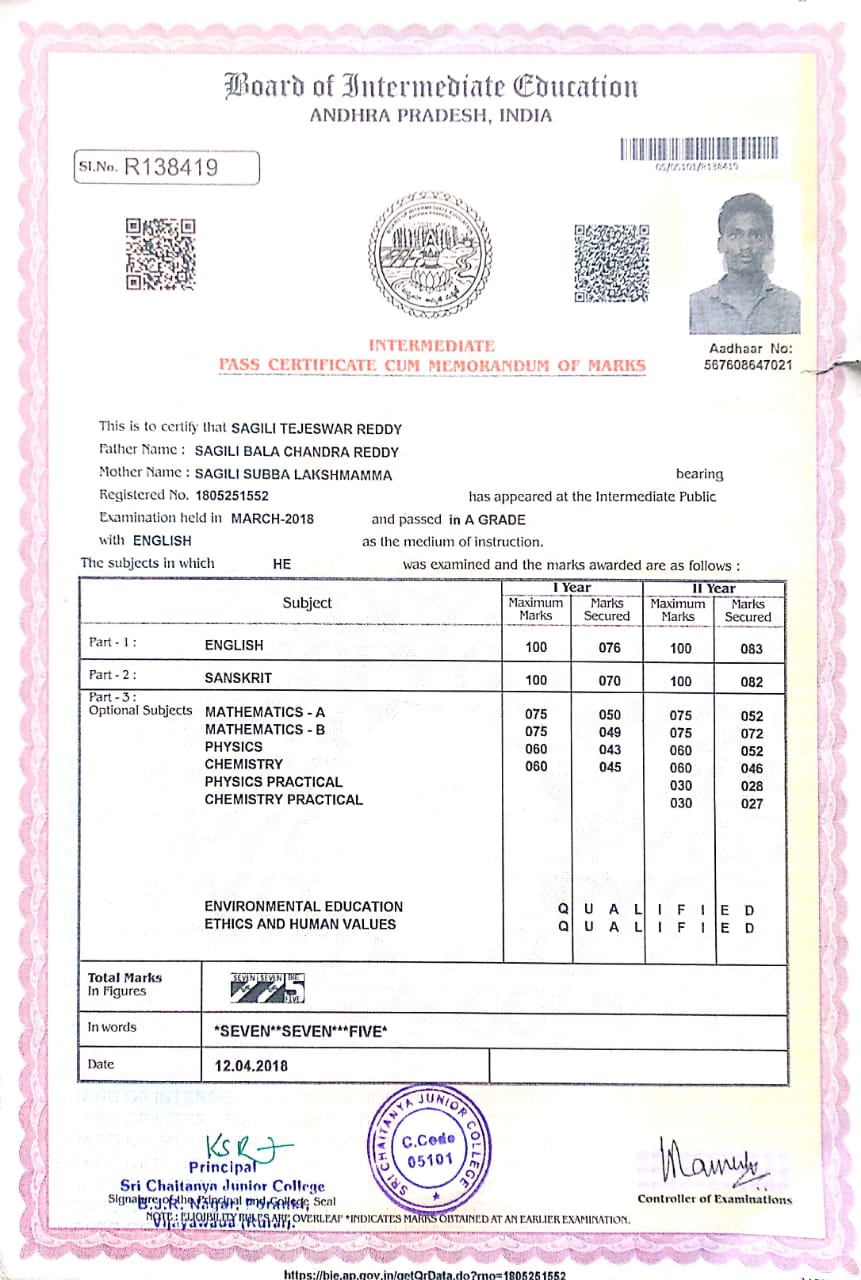 Board of Intermediate Education
ANDHRA PRADESH, INDIA
Sl.No. R138419
05/05101/R138419
INTERMEDIATE
PASS CERTIFICATE CUM MEMORANDUM OF MARKS
Aadhaar No:
567608647021
This is to certify that SAGILI TEJESWAR REDDY
Father Name : SAGILI BALA CHANDRA REDDY
Mother Name : SAGILI SUBBA LAKSHMAMMA bearing
Registered No. 1805251552 has appeared at the Intermediate Public
Examination held in MARCH-2018 and passed in A GRADE
with ENGLISH as the medium of instruction.
The subjects in which HE was examined and the marks awarded are as follows :
Subject I Year II Year
Maximum Marks Marks Secured Maximum Marks Marks Secured
Part - 1 : ENGLISH 100 076 100 083
Part - 2 : SANSKRIT 100 070 100 082
Part - 3 :
Optional Subjects MATHEMATICS - A 075 050 075 052
MATHEMATICS - B 075 049 075 072
PHYSICS 060 043 060 052
CHEMISTRY 060 045 060 046
PHYSICS PRACTICAL 030 028
CHEMISTRY PRACTICAL 030 027
ENVIRONMENTAL EDUCATION Q U A L I F I E D
ETHICS AND HUMAN VALUES Q U A L I F I E D
Total Marks
In Figures SEVEN SEVEN FIVE 775
In words *SEVEN**SEVEN***FIVE*
Date 12.04.2018
SRI CHAITANYA JUNIOR COLLEGE
C.Code
05101
Principal
Sri Chaitanya Junior College
B.J.R. Nagar, Poranki,
Vijayawada (Rural).
Signature of the Principal and College Seal
Controller of Examinations
NOTE : ELIGIBILITY RULES ARE OVERLEAF *INDICATES MARKS OBTAINED AT AN EARLIER EXAMINATION.
https://bie.ap.gov.in/getQrData.do?rno=1805251552